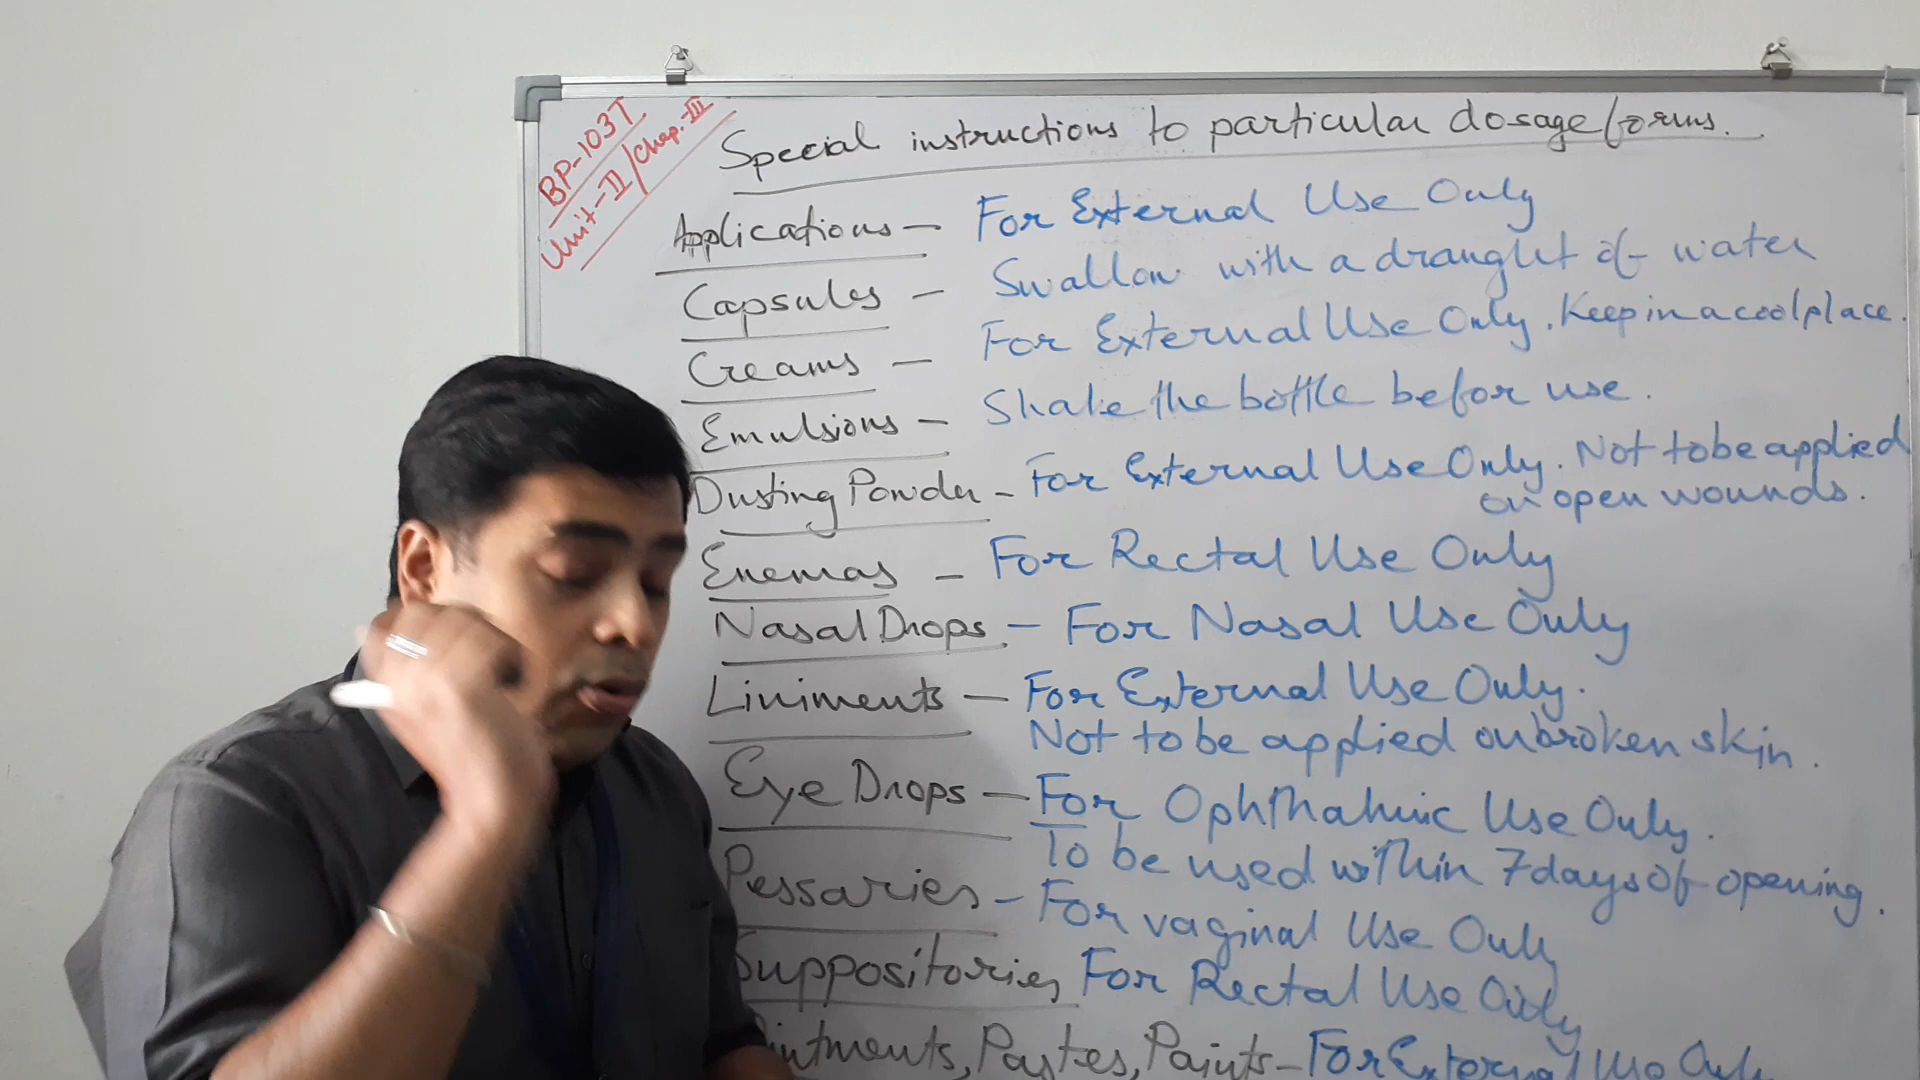 BP-103T
Unit-II/Chap.-III
Special instructions to particular dosage forms.
Applications - For External Use Only
Capsules - Swallow with a draught of water
Creams - For External Use Only. Keep in a cool place.
Emulsions - Shake the bottle befor use.
Dusting Powder - For External Use Only. Not to be applied
on open wounds.
Enemas - For Rectal Use Only
Nasal Drops - For Nasal Use Only
Liniments - For External Use Only.
Not to be applied on broken skin.
Eye Drops - For Ophthalmic Use Only.
To be used within 7 days of opening.
Pessaries - For vaginal Use Only
Suppositories For Rectal Use Only
intments, Pastes, Paints - For External Use Only